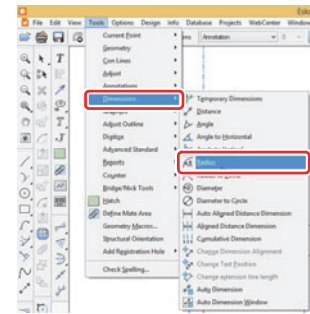 Esko
File Edit View Tools Options Design Info Database Projects WebCenter Window
Current Point
Annotation
Geometry
Con Lines
Adjust
Annotations
Dimensions
Temporary Dimensions
Distance
Adjust Outline
Angle
Digitize
Angle to Horizontal
Advanced Standard
Reports
Radius
Counter
Bridge/Nick Tools
Diameter
Hatch
Diameter to Cycle
Define Mate Area
Auto Aligned Distance Dimension
Geometry Macros...
Aligned Distance Dimension
Structural Orientation
Cumulative Dimension
Add Registration Hole
Change Dimension Alignment
Check Spelling...
Change Text Position
Change extension line length
Auto Dimension
Auto Dimension Window